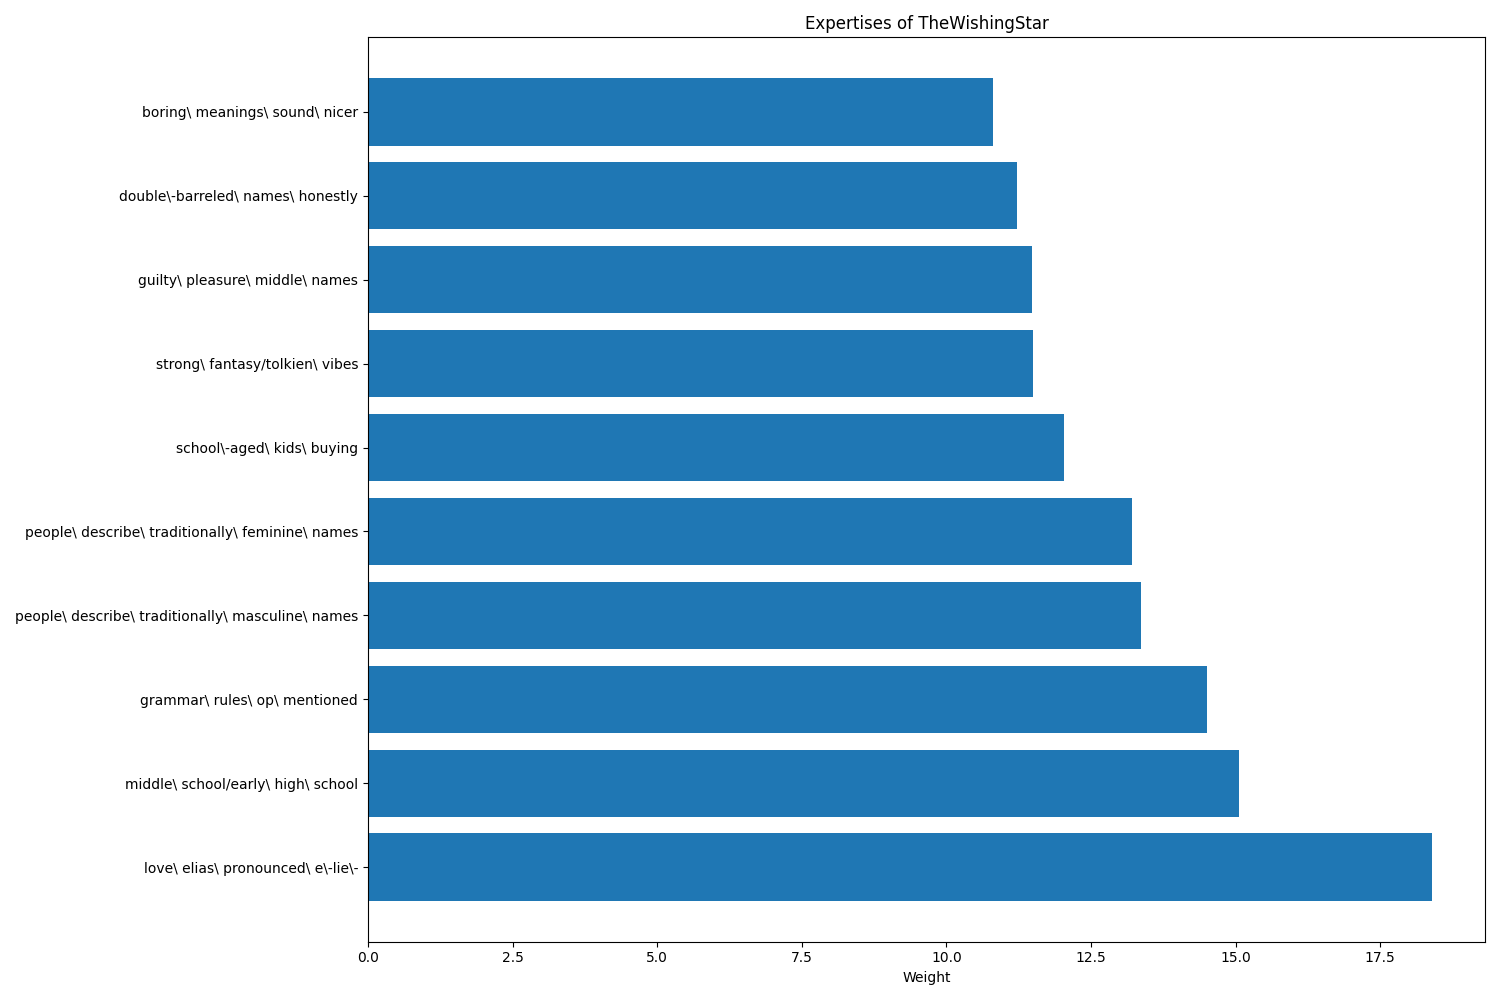 Expertises of TheWishingStar
boring\ meanings\ sound\ nicer
double\-barreled\ names\ honestly
guilty\ pleasure\ middle\ names
strong\ fantasy/tolkien\ vibes
school\-aged\ kids\ buying
people\ describe\ traditionally\ feminine\ names
people\ describe\ traditionally\ masculine\ names
grammar\ rules\ op\ mentioned
middle\ school/early\ high\ school
love\ elias\ pronounced\ e\-lie\-
0.0 2.5 5.0 7.5 10.0 12.5 15.0 17.5
Weight